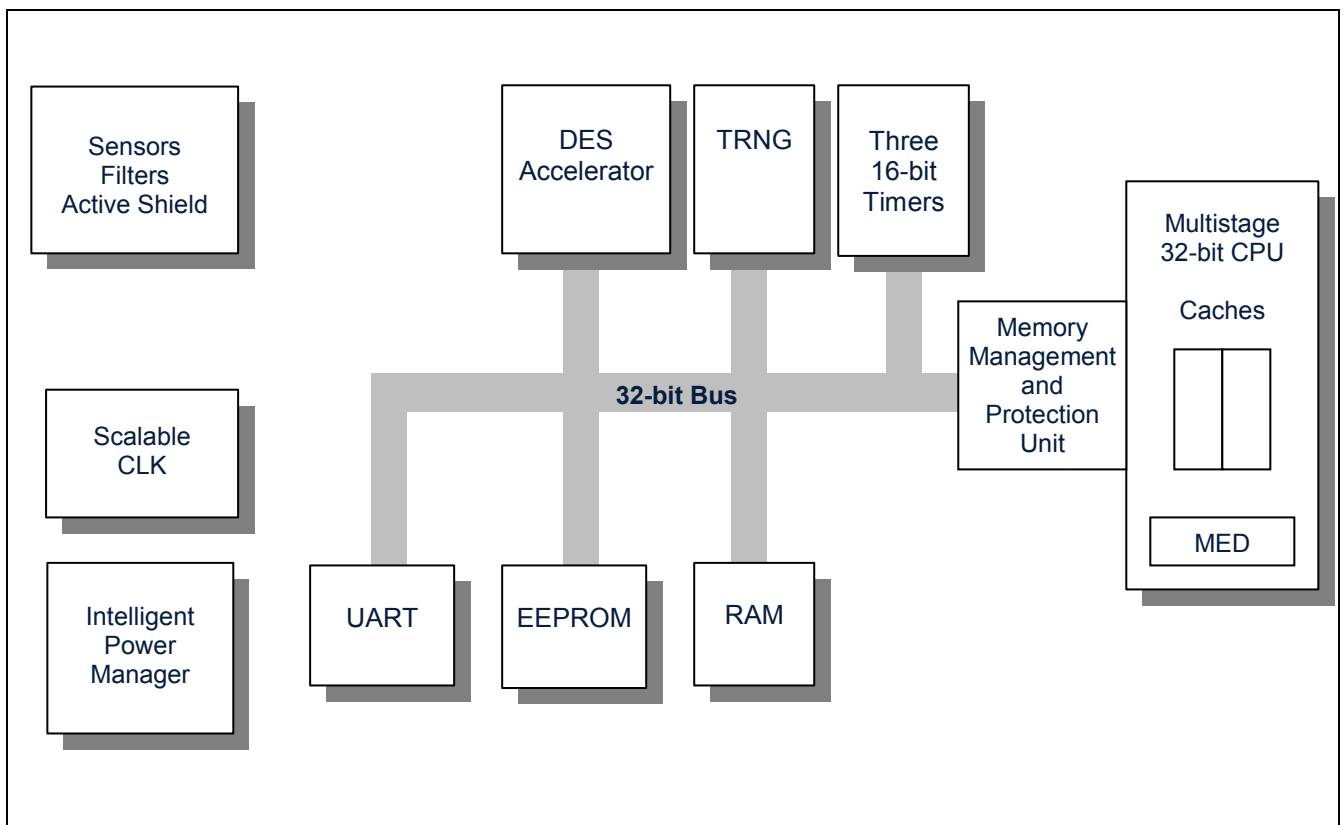 Sensors
Filters
Active Shield
DES
Accelerator
TRNG
Three
16-bit
Timers
Multistage
32-bit CPU
Caches
Memory
Management
and
Protection
Unit
32-bit Bus
Scalable
CLK
MED
Intelligent
Power
Manager
UART
EEPROM
RAM